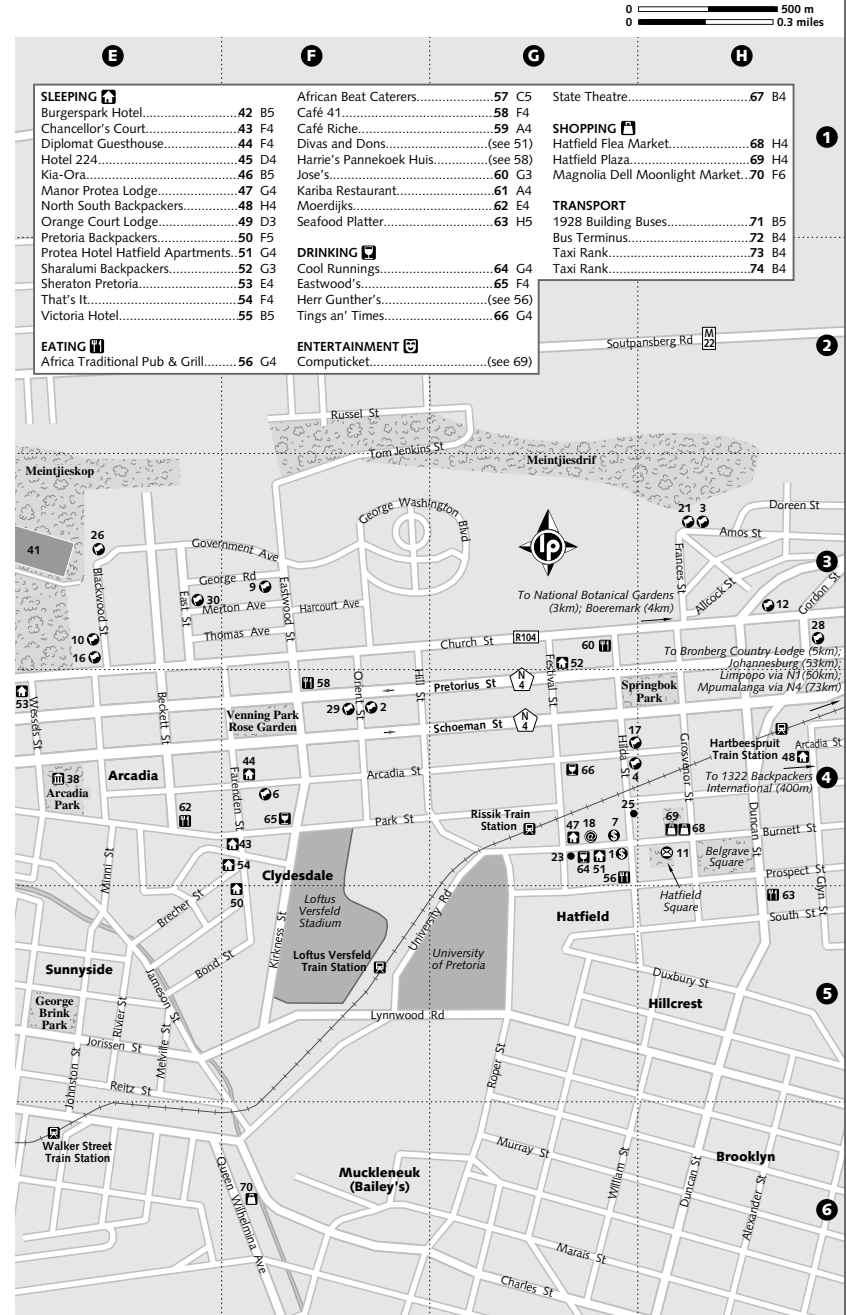 0 500 m
0 0.3 miles
E F G H
SLEEPING
Burgerspark Hotel 42 B5
Chancellor's Court 43 F4
Diplomat Guesthouse 44 F4
Hotel 224 45 D4
Kia-Ora 46 B5
Manor Protea Lodge 47 G4
North South Backpackers 48 H4
Orange Court Lodge 49 D3
Pretoria Backpackers 50 F5
Protea Hotel Hatfield Apartments..51 G4
Sharalumi Backpackers 52 G3
Sheraton Pretoria 53 E4
That's It 54 F4
Victoria Hotel 55 B5
EATING
Africa Traditional Pub & Grill 56 G4
African Beat Caterers 57 C5
Café 41 58 F4
Café Riche 59 A4
Divas and Dons (see 51)
Harrie's Pannekoek Huis (see 58)
Jose's 60 G3
Kariba Restaurant 61 A4
Moerdijks 62 E4
Seafood Platter 63 H5
DRINKING
Cool Runnings 64 G4
Eastwood's 65 F4
Herr Gunther's (see 56)
Tings an' Times 66 G4
ENTERTAINMENT
Computicket (see 69)
State Theatre 67 B4
SHOPPING
Hatfield Flea Market 68 H4
Hatfield Plaza 69 H4
Magnolia Dell Moonlight Market..70 F6
TRANSPORT
1928 Building Buses 71 B5
Bus Terminus 72 B4
Taxi Rank 73 B4
Taxi Rank 74 B4
1
2
Soutpansberg Rd
M
22
Russel St
Tom Jenkins St
Meintjieskop
Meintjiesdrif
George Washington Blvd
21 3
Doreen St
Amos St
41
26
Government Ave
LP
3
Blackwood St
George Rd
9
30
East St
Merton Ave
Harcourt Ave
Eastwood St
Thomas Ave
Frances St
Allcock St
Gordon St
To National Botanical Gardens
(3km); Boeremark (4km)
12
28
10
16
Church St
R104
60
52
To Bronberg Country Lodge (5km);
Johannesburg (53km);
Limpopo via N1(50km);
Mpumalanga via N4 (73km)
53
Wessels St
Beckett St
58
Orient St
Hill St
Pretorius St
N
4
Festival St
Springbok
Park
29
2
Venning Park
Rose Garden
Schoeman St
N
4
17
Hilda St
4
Grosvenor St
Hartbeespruit
Train Station
Arcadia St
48
38
Arcadia
Park
Arcadia
44
Farenden St
6
Arcadia St
66
To 1322 Backpackers
International (400m)
4
62
65
Park St
Rissik Train
Station
25
47 18 7
69
68
Duncan St
Burnett St
43
54
23
64 51
1
56
11
Belgrave
Square
Prospect St
Minni St
50
Clydesdale
Loftus
Versfeld
Stadium
Brecher St
Bond St
Kirkness St
University Rd
Hatfield
Hatfield
Square
63
South St
Glyn St
Loftus Versfeld
Train Station
University
of Pretoria
Sunnyside
Jameson St
Duxbury St
Hillcrest
5
George
Brink
Park
Rivier St
Melville St
Jorissen St
Lynnwood Rd
Johnston St
Reitz St
Roper St
Walker Street
Train Station
Murray St
William St
Duncan St
Brooklyn
Alexander St
70
Queen Wilhelmina Ave
Muckleneuk
(Bailey's)
6
Marais St
Charles St